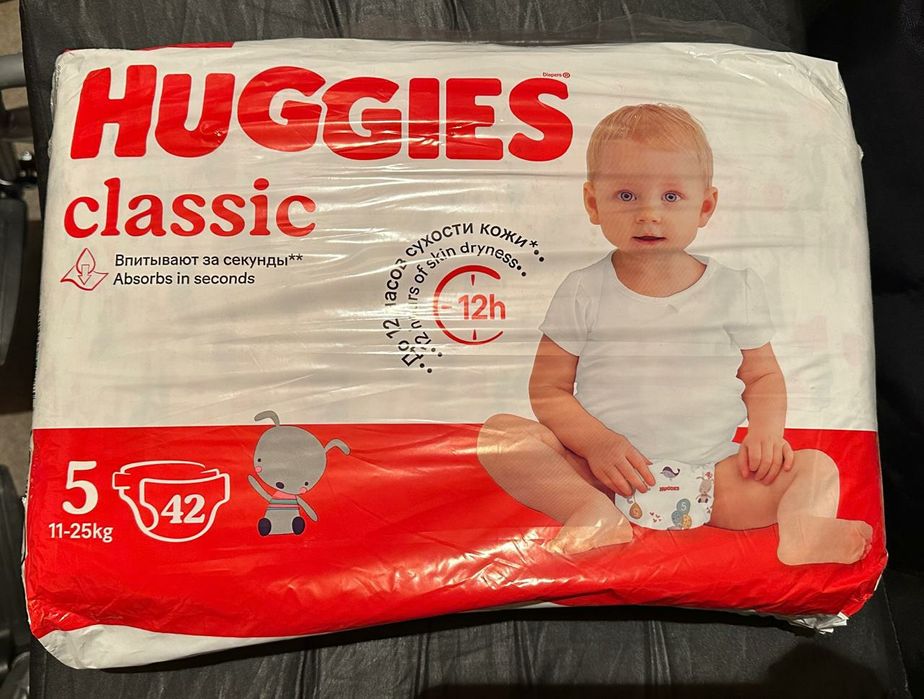 Diapers
HUGGIES
classic
Впитывают за секунды**
Absorbs in seconds
До 12 часов сухости кожи*
12 hours of skin dryness
12h
5
11-25kg
42
HUGGIES
5